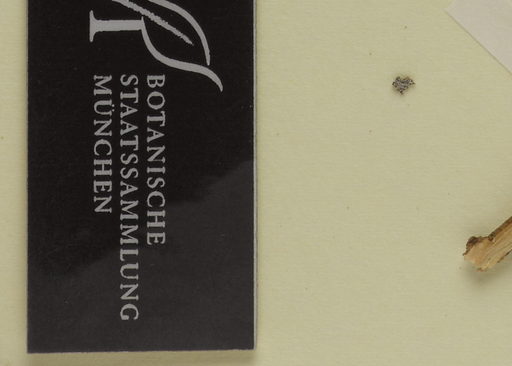 BOTANISCHE
STAATSSAMMLUNG
MÜNCHEN